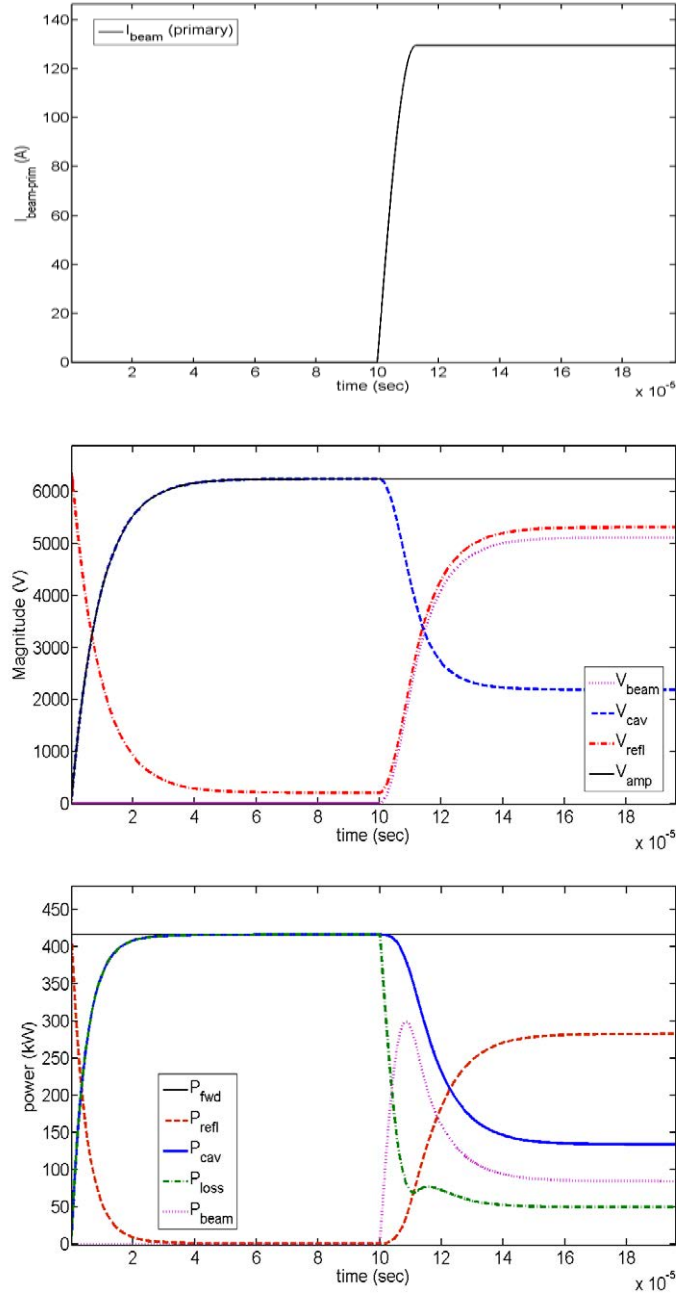 140
120
100
80
60
40
20
0
I_beam (primary)
I_beam-prim (A)
2 4 6 8 10 12 14 16 18
time (sec)
x 10^-5
6000
5000
4000
3000
2000
1000
0
Magnitude (V)
V_beam
V_cav
V_refl
V_amp
2 4 6 8 10 12 14 16 18
time (sec)
x 10^-5
450
400
350
300
250
200
150
100
50
0
power (kW)
P_fwd
P_refl
P_cav
P_loss
P_beam
2 4 6 8 10 12 14 16 18
time (sec)
x 10^-5